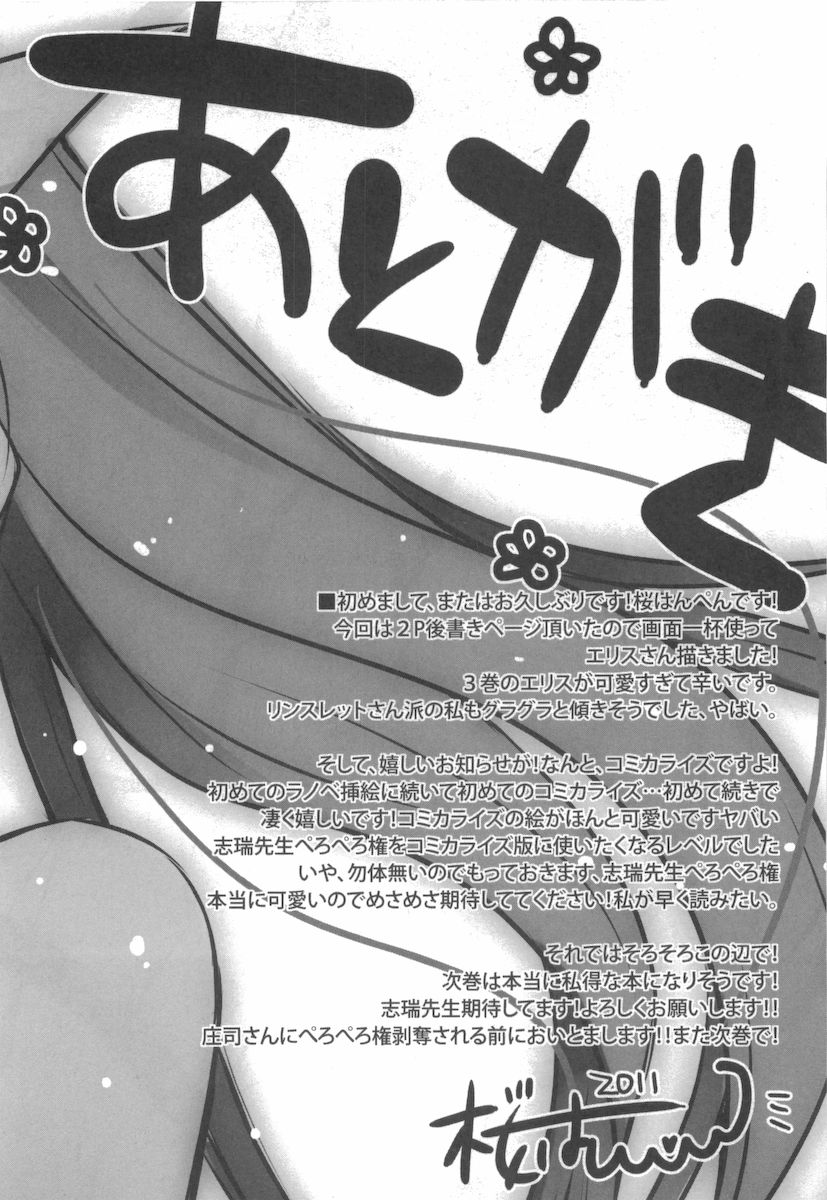 あとがき
■初めまして、またはお久しぶりです!桜はんぺんです!
今回は2P後書きページ頂いたので画面一杯使って
エリスさん描きました!
3巻のエリスが可愛すぎて辛いです。
リンスレットさん派の私もグラグラと傾きそうでした、やばい。
そして、嬉しいお知らせが!なんと、コミカライズですよ!
初めてのラノベ挿絵に続いて初めてのコミカライズ…初めて続きで
凄く嬉しいです!コミカライズの絵がほんと可愛いですヤバい
志瑞先生ぺろぺろ権をコミカライズ版に使いたくなるレベルでした
いや、勿体無いのでもっておきます、志瑞先生ぺろぺろ権
本当に可愛いのでめさめさ期待しててください!私が早く読みたい。
それではそろそろこの辺で!
次巻は本当に私得な本になりそうです!
志瑞先生期待してます!よろしくお願いします!!
庄司さんにぺろぺろ権剥奪される前においとまします!!また次巻で!
2011
桜はん